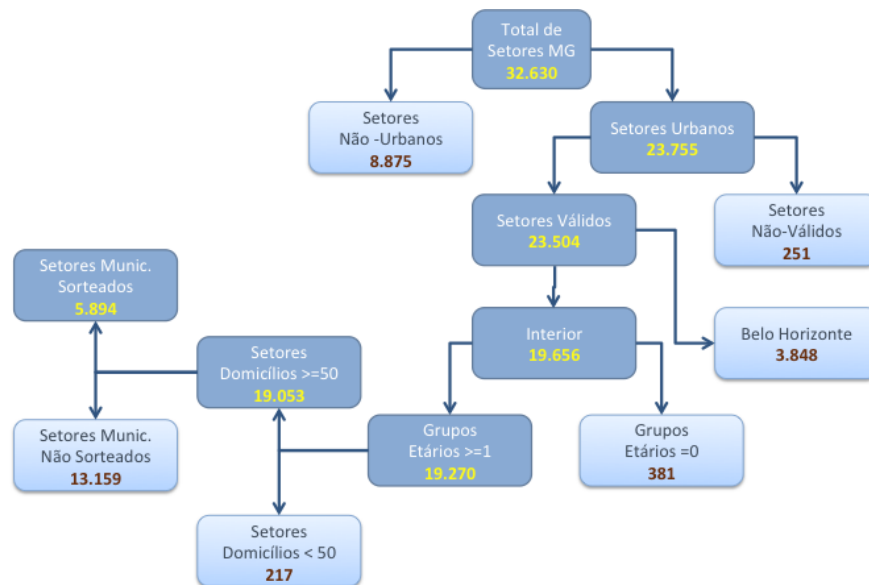 Total de
Setores MG
32.630
Setores
Não -Urbanos
8.875
Setores Urbanos
23.755
Setores Válidos
23.504
Setores
Não-Válidos
251
Setores Munic.
Sorteados
5.894
Interior
19.656
Belo Horizonte
3.848
Setores
Domicílios >=50
19.053
Setores Munic.
Não Sorteados
13.159
Grupos
Etários >=1
19.270
Grupos
Etários =0
381
Setores
Domicílios < 50
217